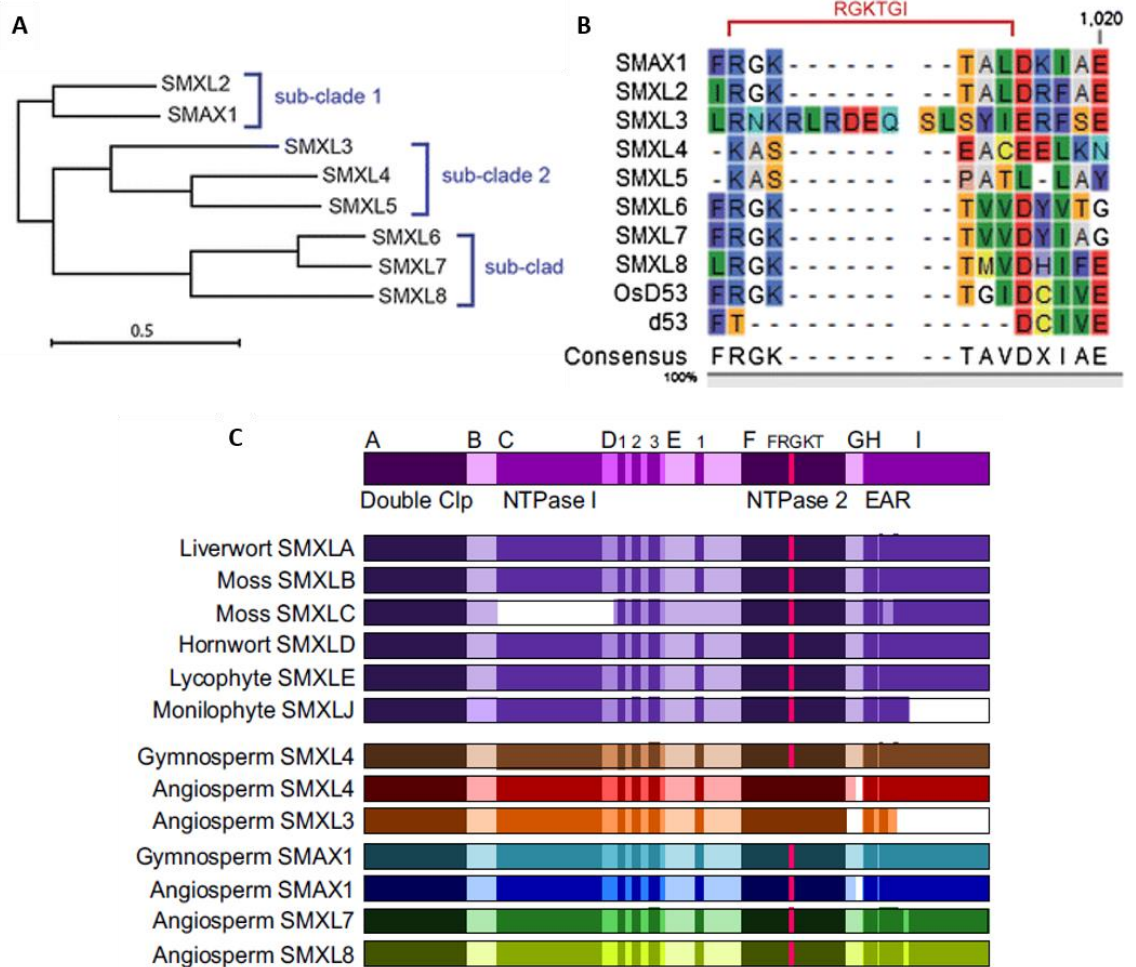 A
SMXL2
SMAX1
sub-clade 1
SMXL3
SMXL4
SMXL5
sub-clade 2
SMXL6
SMXL7
SMXL8
sub-clad
0.5
B
RGKTGI
1,020
SMAX1 FRGK- - - - - - - -TALDKIAE
SMXL2 IRGK- - - - - - - -TALDRFAE
SMXL3 LRNKRLRDEQ SLSYIERFSE
SMXL4 -KAS- - - - - - - -EACEELKN
SMXL5 -KAS- - - - - - - -PATL-LAY
SMXL6 FRGK- - - - - - - -TVVDYVTG
SMXL7 FRGK- - - - - - - -TVVDYIAG
SMXL8 LRGK- - - - - - - -TMVDHIFE
OsD53 FRGK- - - - - - - -TGIDCIVE
d53 FT- - - - - - - - - - - - -DCIVE
Consensus FRGK- - - - - - - -TAVDXIAE
100%
C
A B C D 1 2 3 E 1 F FRGKT G H I
Double Clp NTPase I NTPase 2 EAR
Liverwort SMXLA
Moss SMXLB
Moss SMXLC
Hornwort SMXLD
Lycophyte SMXLE
Monilophyte SMXLJ
Gymnosperm SMXL4
Angiosperm SMXL4
Angiosperm SMXL3
Gymnosperm SMAX1
Angiosperm SMAX1
Angiosperm SMXL7
Angiosperm SMXL8